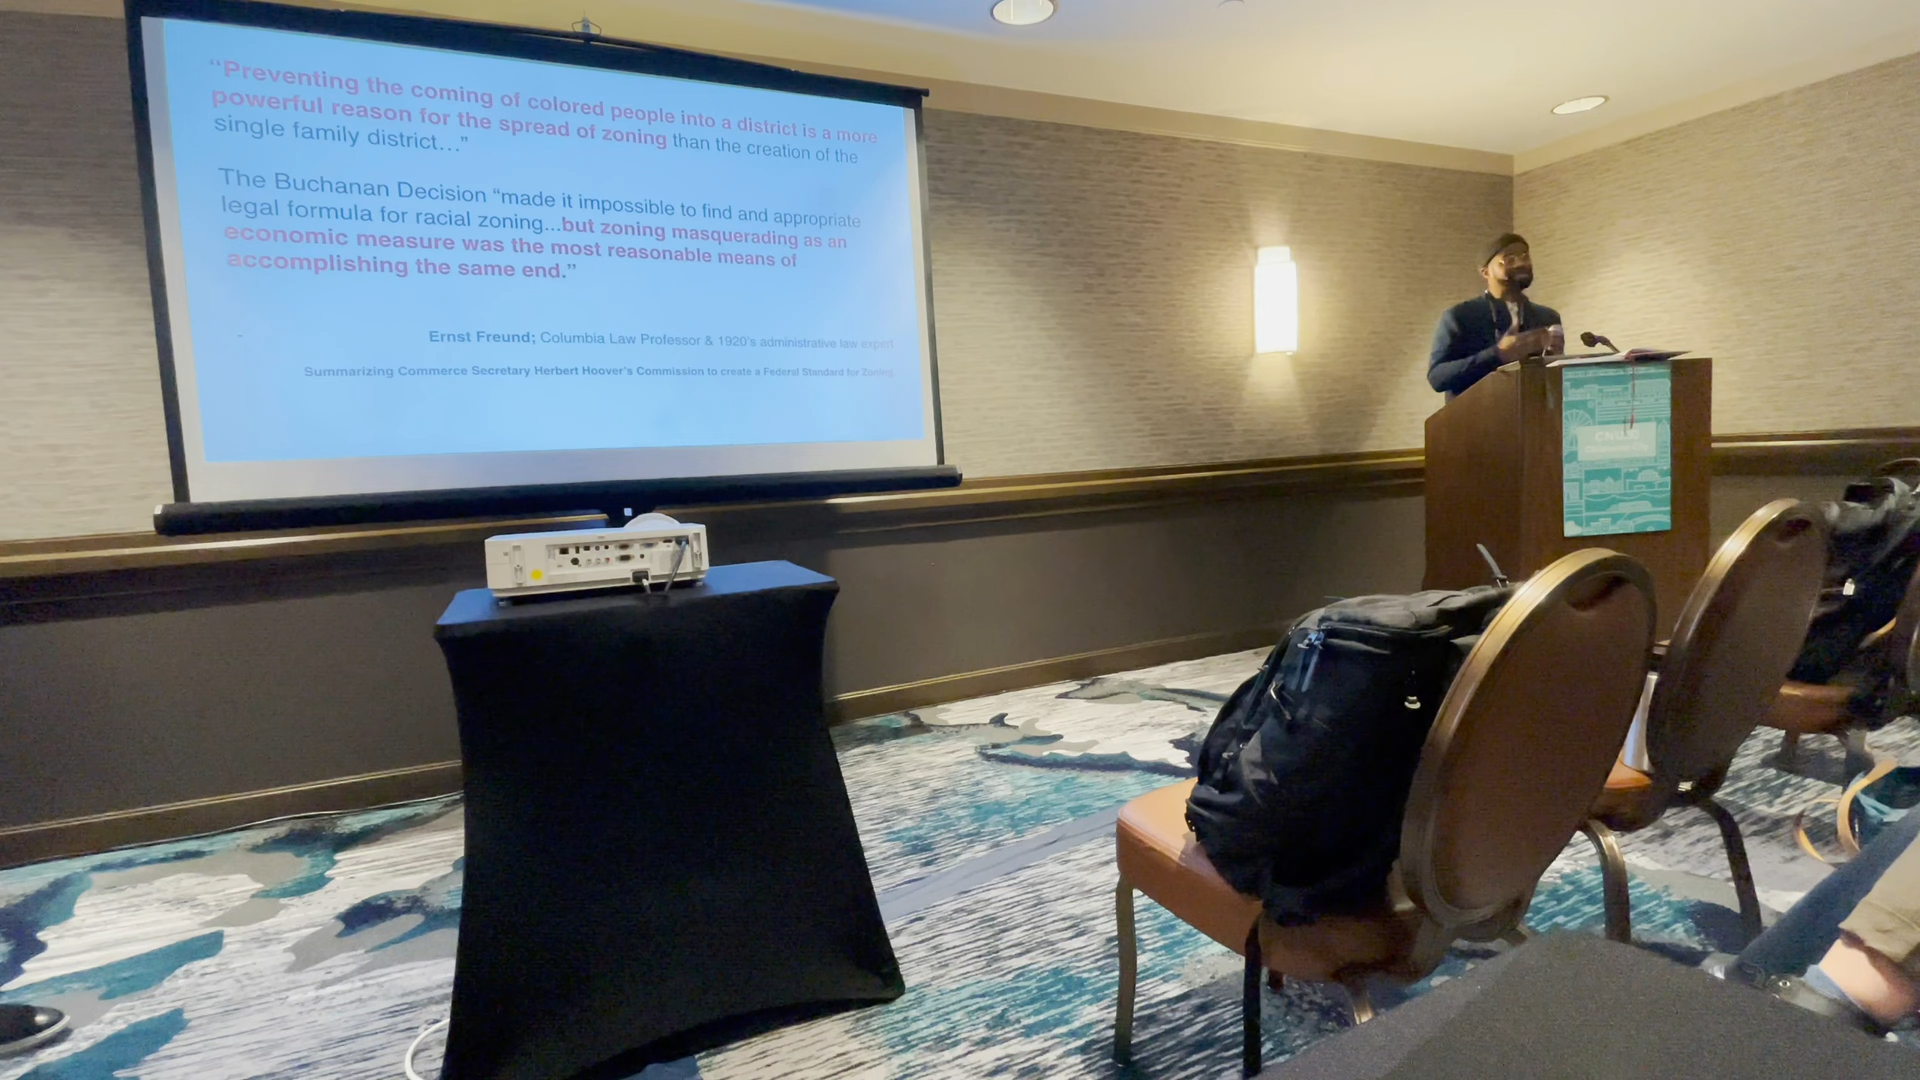 “Preventing the coming of colored people into a district is a more
powerful reason for the spread of zoning than the creation of the
single family district…”
The Buchanan Decision “made it impossible to find and appropriate
legal formula for racial zoning...but zoning masquerading as an
economic measure was the most reasonable means of
accomplishing the same end.”
Ernst Freund; Columbia Law Professor & 1920’s administrative law expert
Summarizing Commerce Secretary Herbert Hoover’s Commission to create a Federal Standard for Zoning